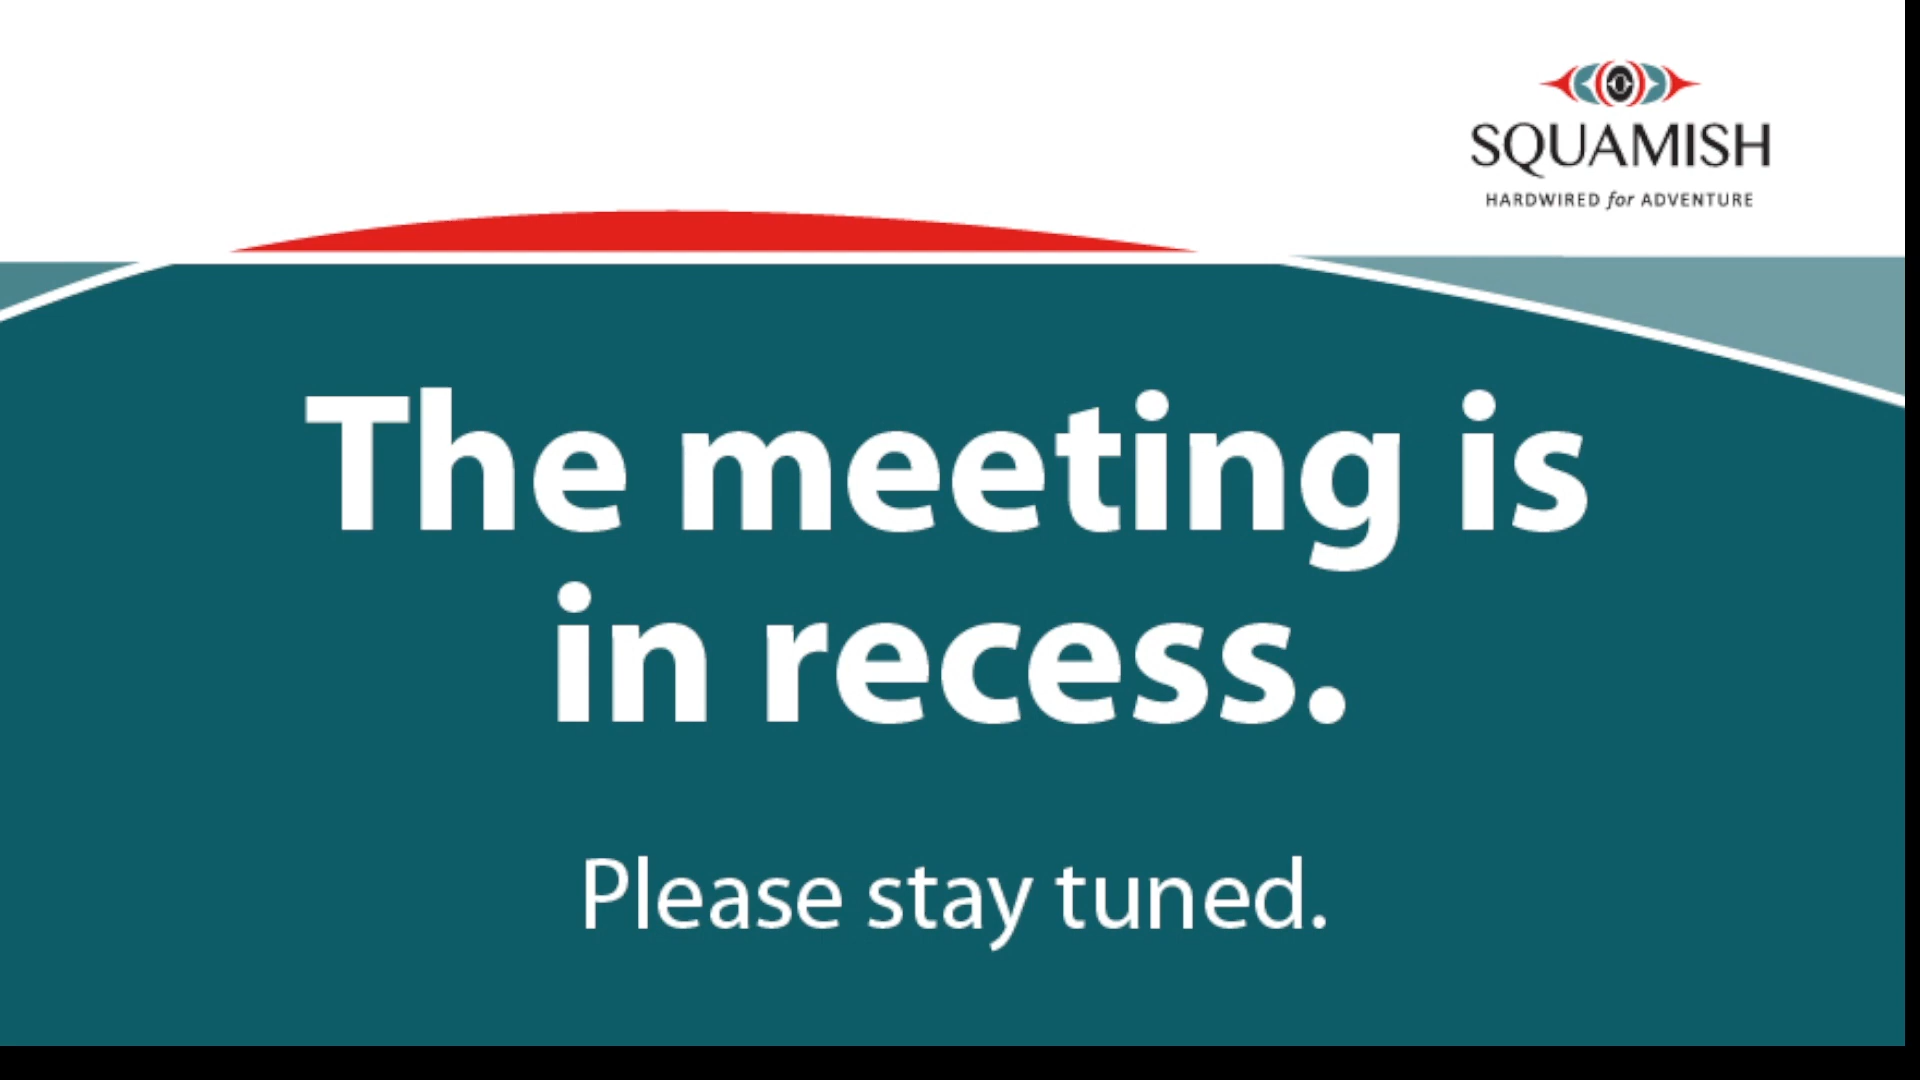 SQUAMISH
HARDWIRED for ADVENTURE
The meeting is
in recess.
Please stay tuned.